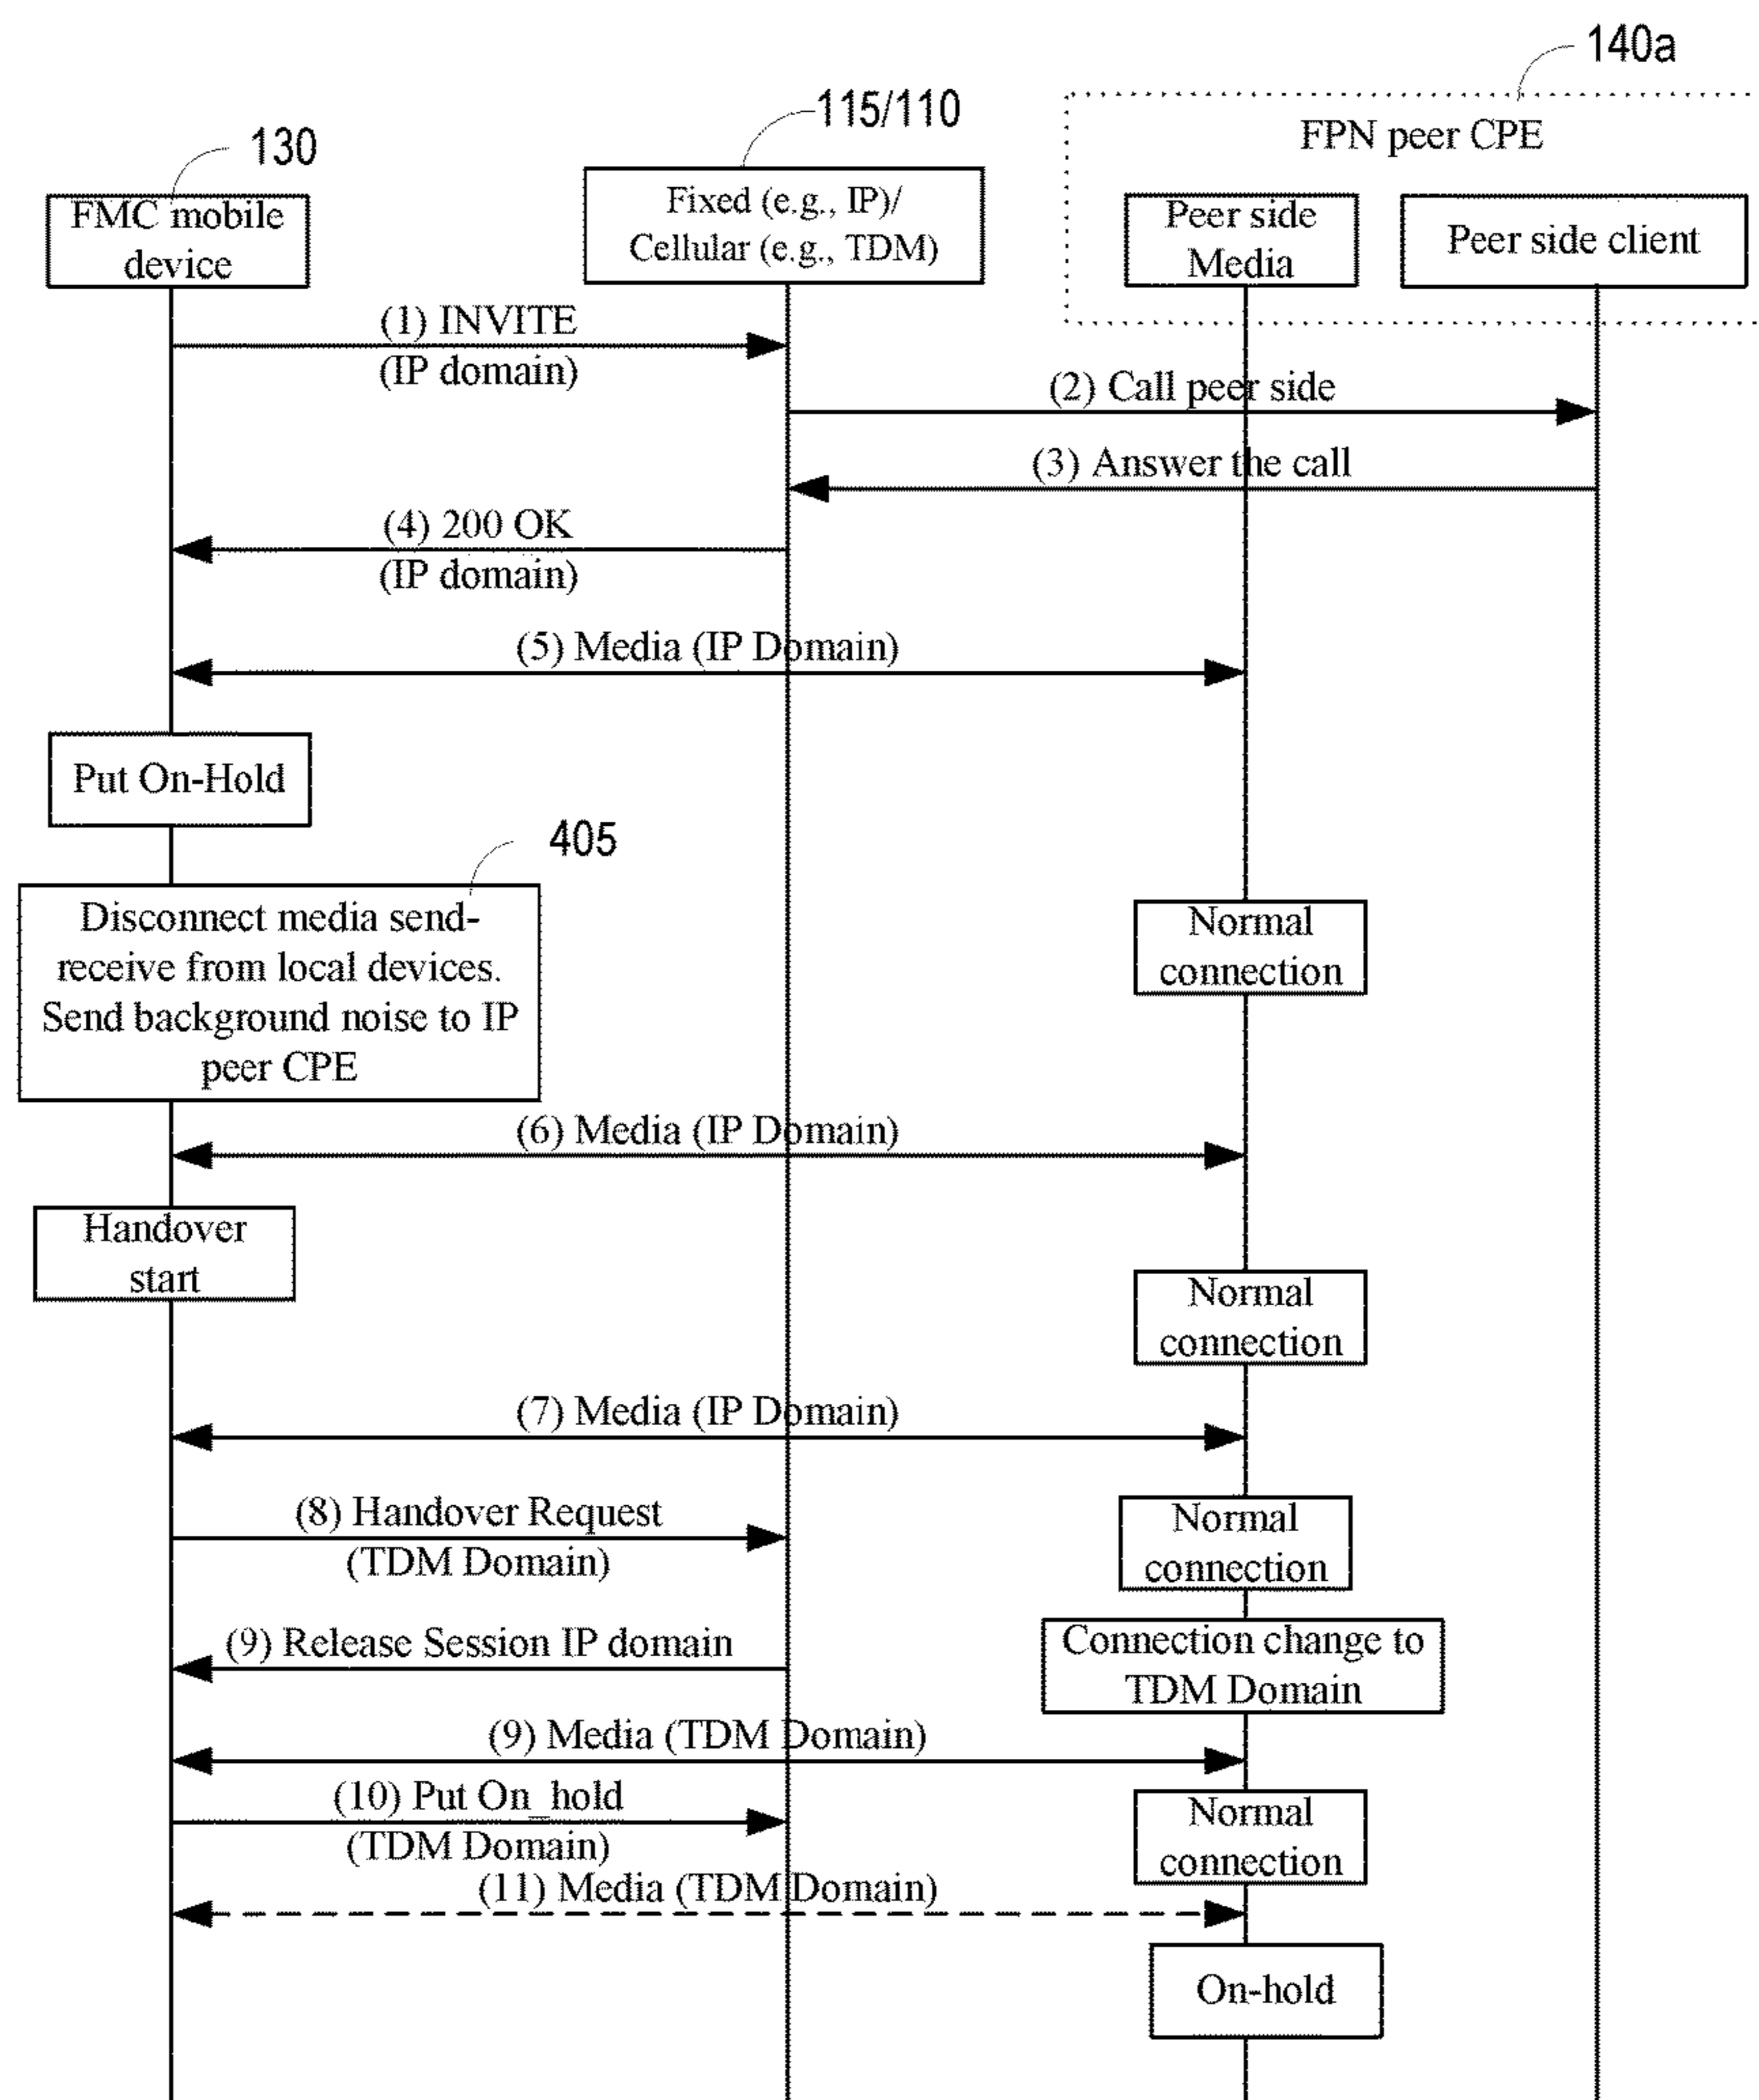 140a
115/110
FPN peer CPE
130
FMC mobile
device
Fixed (e.g., IP)/
Cellular (e.g., TDM)
Peer side
Media
Peer side client
(1) INVITE
(IP domain)
(2) Call peer side
(3) Answer the call
(4) 200 OK
(IP domain)
(5) Media (IP Domain)
Put On-Hold
405
Disconnect media send-
receive from local devices.
Send background noise to IP
peer CPE
Normal
connection
(6) Media (IP Domain)
Handover
start
Normal
connection
(7) Media (IP Domain)
(8) Handover Request
(TDM Domain)
Normal
connection
(9) Release Session IP domain
Connection change to
TDM Domain
(9) Media (TDM Domain)
(10) Put On_hold
(TDM Domain)
Normal
connection
(11) Media (TDM Domain)
On-hold